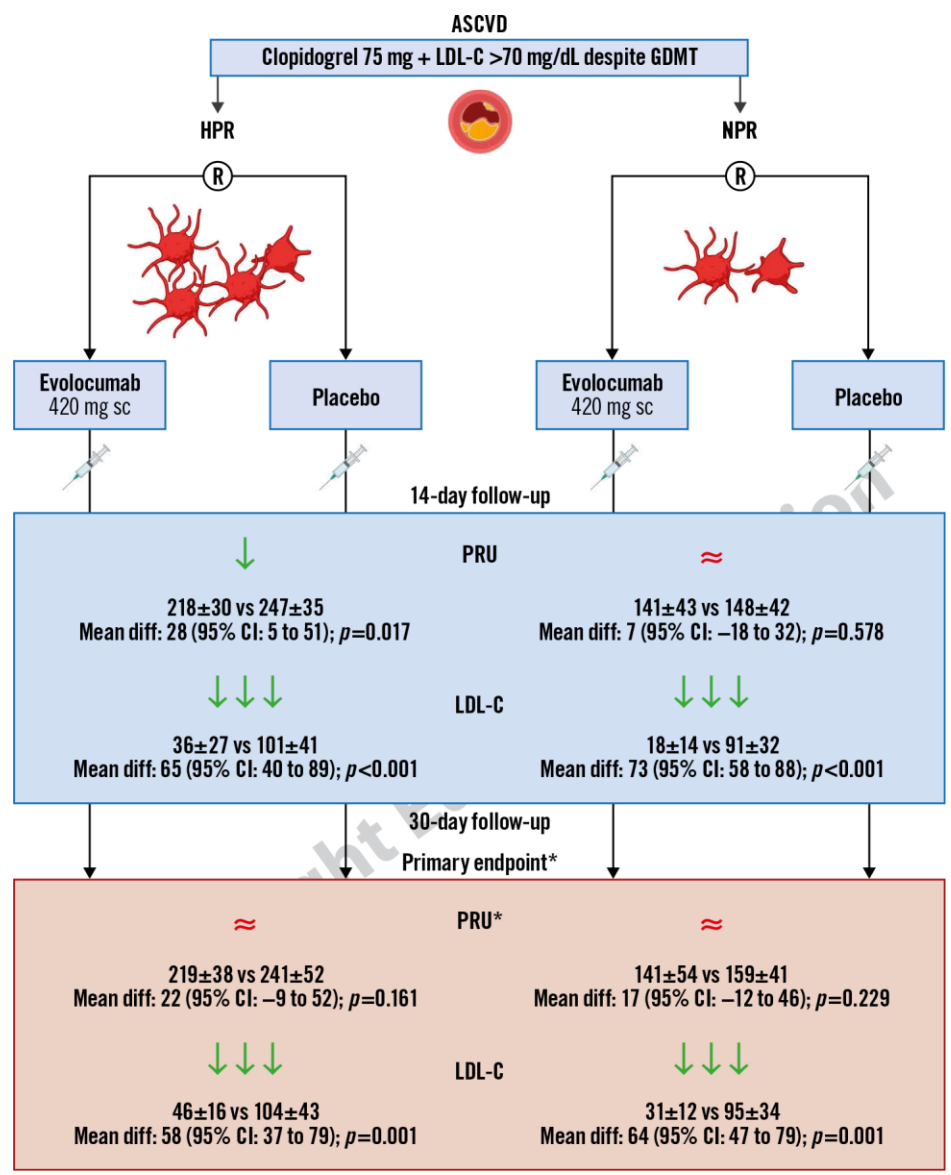 ASCVD
Clopidogrel 75 mg + LDL-C >70 mg/dL despite GDMT
HPR
NPR
R
R
Evolocumab
420 mg sc
Placebo
Evolocumab
420 mg sc
Placebo
14-day follow-up
PRU
≈
218±30 vs 247±35
Mean diff: 28 (95% CI: 5 to 51); p=0.017
141±43 vs 148±42
Mean diff: 7 (95% CI: –18 to 32); p=0.578
LDL-C
36±27 vs 101±41
Mean diff: 65 (95% CI: 40 to 89); p<0.001
18±14 vs 91±32
Mean diff: 73 (95% CI: 58 to 88); p<0.001
30-day follow-up
Primary endpoint*
≈
PRU*
≈
219±38 vs 241±52
Mean diff: 22 (95% CI: –9 to 52); p=0.161
141±54 vs 159±41
Mean diff: 17 (95% CI: –12 to 46); p=0.229
LDL-C
46±16 vs 104±43
Mean diff: 58 (95% CI: 37 to 79); p=0.001
31±12 vs 95±34
Mean diff: 64 (95% CI: 47 to 79); p=0.001